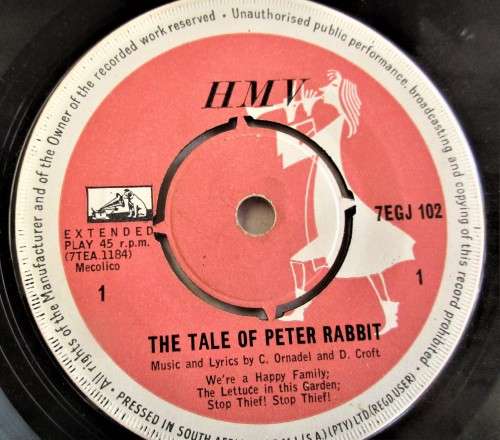 All rights of the Manufacturer and of the Owner of the recorded work reserved · Unauthorised public performance, broadcasting and copying of this record prohibited
HMV
7EGJ 102
EXTENDED
PLAY 45 r.p.m.
(7TEA.1184)
Mecolico
1
1
THE TALE OF PETER RABBIT
Music and Lyrics by C. Ornadel and D. Croft
We're a Happy Family;
The Lettuce in this Garden;
Stop Thief! Stop Thief!
· PRESSED IN SOUTH (S.A.) (PTY) LTD (REGD USER)